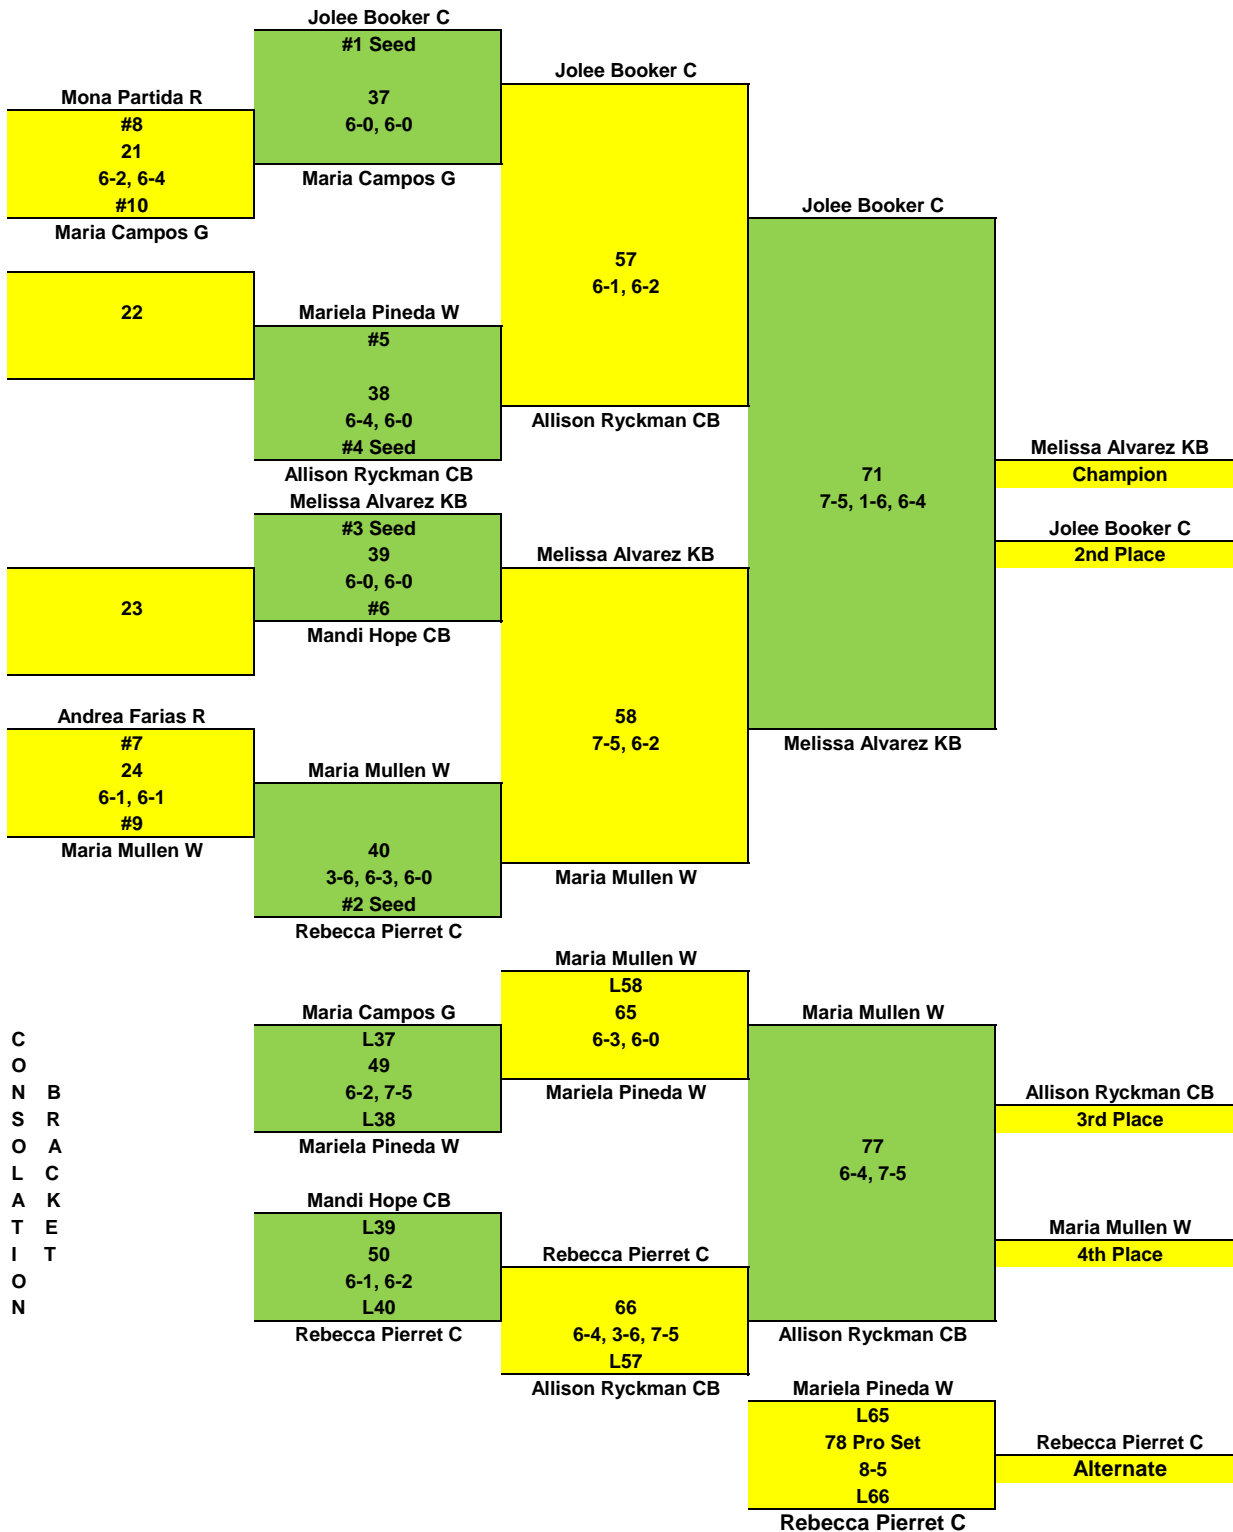 Jolee Booker C
#1 Seed
37
6-0, 6-0
Maria Campos G
Mona Partida R
#8
21
6-2, 6-4
#10
Maria Campos G
22
Mariela Pineda W
#5
38
6-4, 6-0
#4 Seed
Allison Ryckman CB
Jolee Booker C
57
6-1, 6-2
Allison Ryckman CB
Melissa Alvarez KB
#3 Seed
39
6-0, 6-0
#6
Mandi Hope CB
23
Andrea Farias R
#7
24
6-1, 6-1
#9
Maria Mullen W
Maria Mullen W
40
3-6, 6-3, 6-0
#2 Seed
Rebecca Pierret C
Melissa Alvarez KB
58
7-5, 6-2
Maria Mullen W
Jolee Booker C
71
7-5, 1-6, 6-4
Melissa Alvarez KB
Melissa Alvarez KB
Champion
Jolee Booker C
2nd Place
CONSOLATION
BRACKET
Maria Campos G
L37
49
6-2, 7-5
L38
Mariela Pineda W
Mandi Hope CB
L39
50
6-1, 6-2
L40
Rebecca Pierret C
Maria Mullen W
L58
65
6-3, 6-0
Mariela Pineda W
Rebecca Pierret C
66
6-4, 3-6, 7-5
L57
Allison Ryckman CB
Maria Mullen W
77
6-4, 7-5
Allison Ryckman CB
Allison Ryckman CB
3rd Place
Maria Mullen W
4th Place
Mariela Pineda W
L65
78 Pro Set
8-5
L66
Rebecca Pierret C
Rebecca Pierret C
Alternate